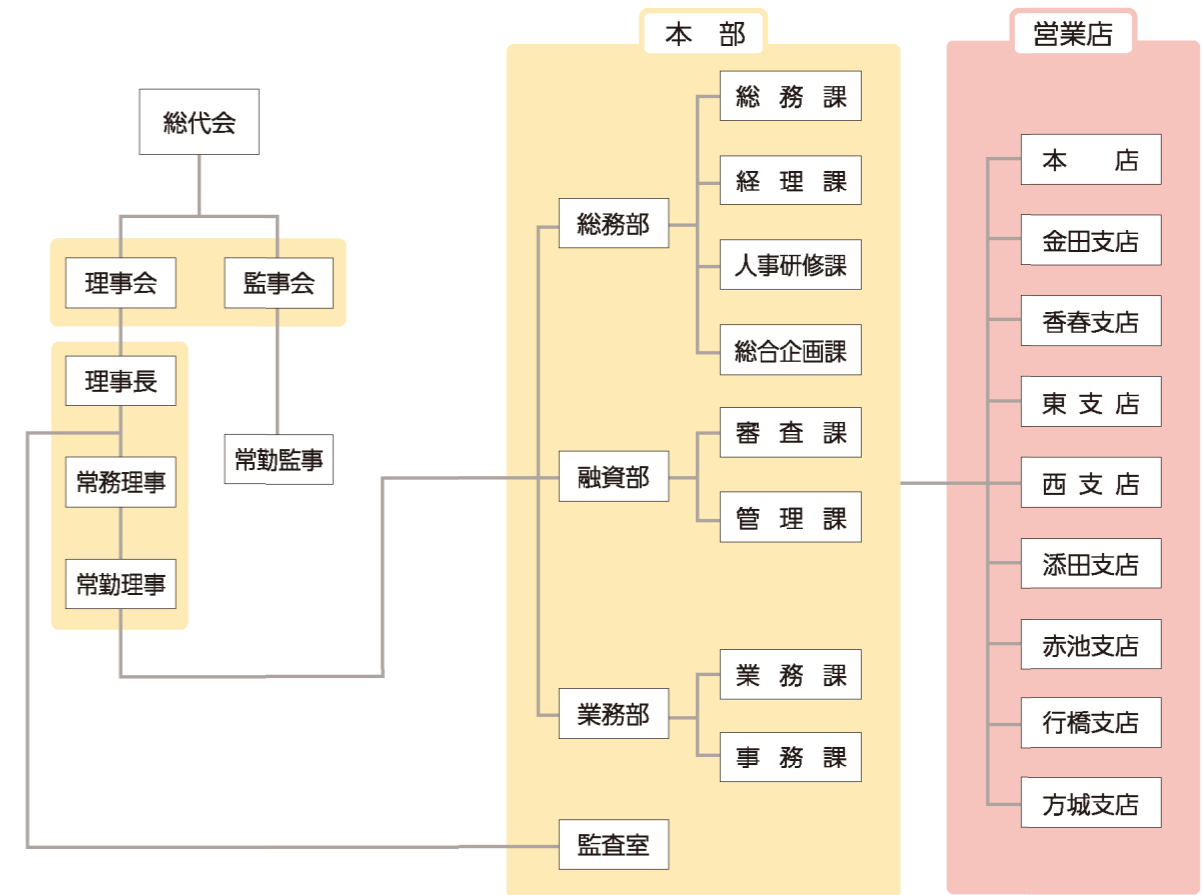 総代会
理事会
監事会
理事長
常務理事
常勤理事
常勤監事
本 部
総務部
総 務 課
経 理 課
人事研修課
総合企画課
融資部
審 査 課
管 理 課
業務部
業 務 課
事 務 課
監査室
営業店
本 店
金田支店
香春支店
東 支 店
西 支 店
添田支店
赤池支店
行橋支店
方城支店